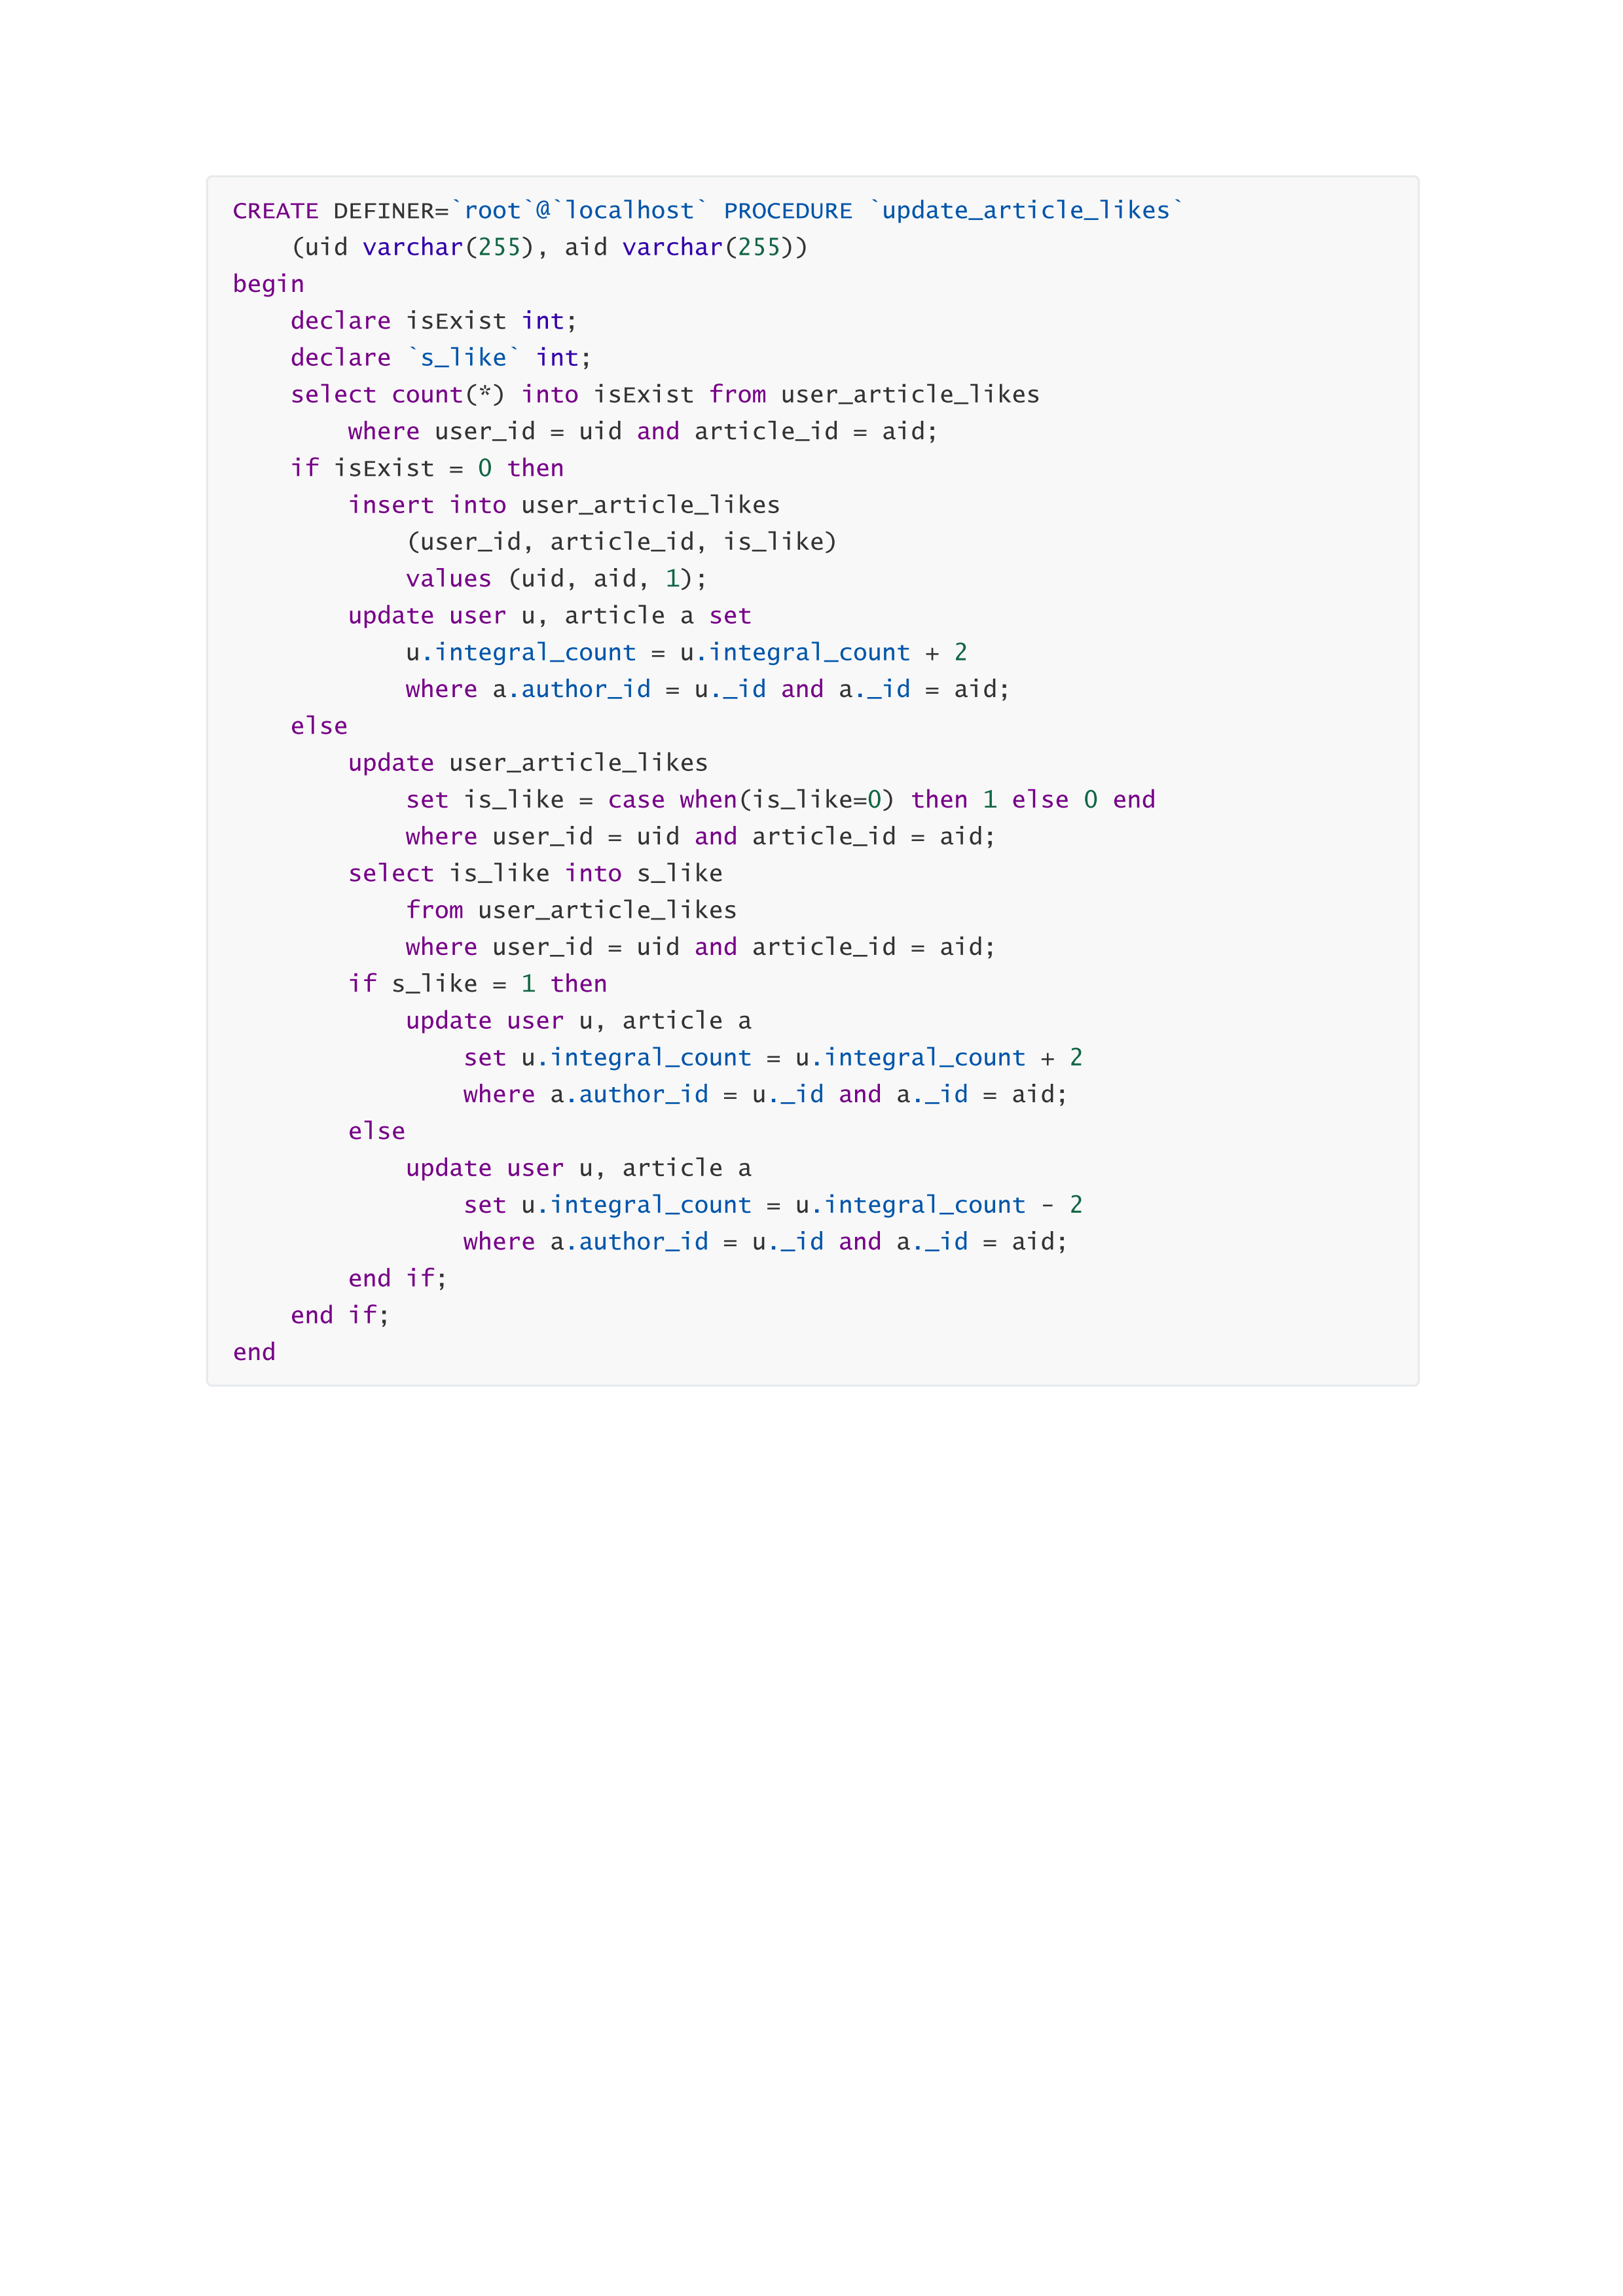 CREATE DEFINER=`root`@`localhost` PROCEDURE `update_article_likes`
    (uid varchar(255), aid varchar(255))
begin
    declare isExist int;
    declare `s_like` int;
    select count(*) into isExist from user_article_likes
        where user_id = uid and article_id = aid;
    if isExist = 0 then
        insert into user_article_likes
            (user_id, article_id, is_like)
            values (uid, aid, 1);
        update user u, article a set
            u.integral_count = u.integral_count + 2
            where a.author_id = u._id and a._id = aid;
    else
        update user_article_likes
            set is_like = case when(is_like=0) then 1 else 0 end
            where user_id = uid and article_id = aid;
        select is_like into s_like
            from user_article_likes
            where user_id = uid and article_id = aid;
        if s_like = 1 then
            update user u, article a
                set u.integral_count = u.integral_count + 2
                where a.author_id = u._id and a._id = aid;
        else
            update user u, article a
                set u.integral_count = u.integral_count - 2
                where a.author_id = u._id and a._id = aid;
        end if;
    end if;
end